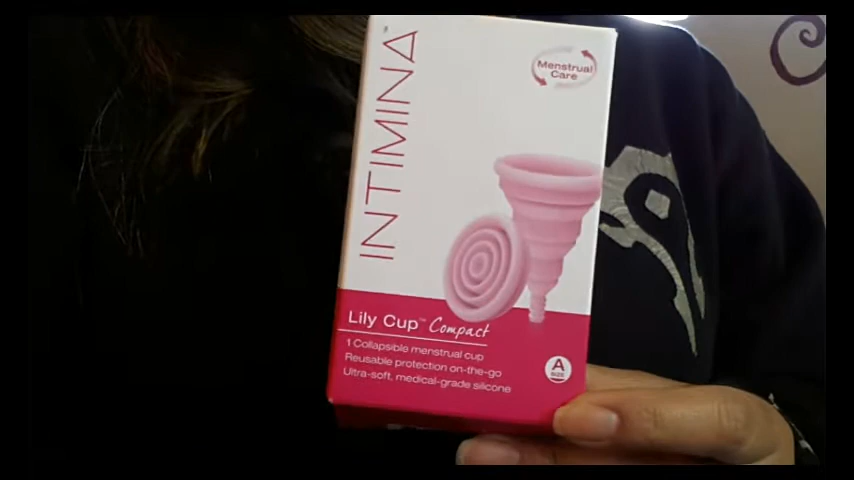 INTIMINA™
Menstrual
Care
Lily Cup™ Compact
1 Collapsible menstrual cup
Reusable protection on-the-go
Ultra-soft, medical-grade silicone
A
SIZE